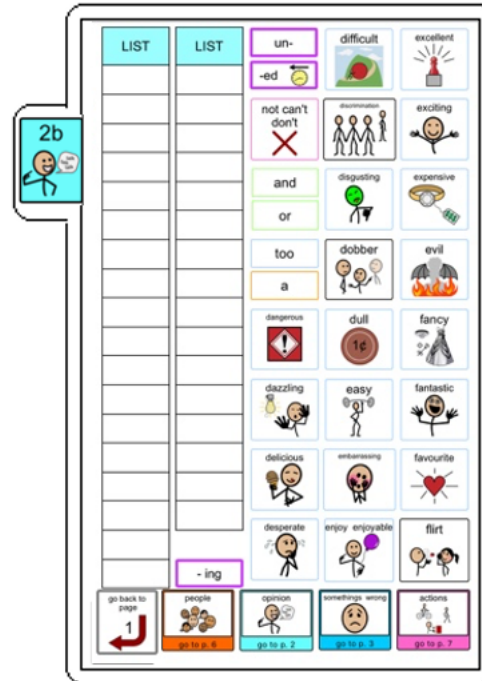 LIST
LIST
un-
difficult
excellent
-ed
2b
not can't
don't
discrimination
exciting
and
disgusting
expensive
or
too
dobber
evil
a
dangerous
dull
fancy
1¢
dazzling
easy
fantastic
delicious
embarrassing
favourite
desperate
enjoy enjoyable
flirt
- ing
go back to
page
1
people
go to p. 6
opinion
go to p. 2
somethings wrong
go to p. 3
actions
go to p. 7